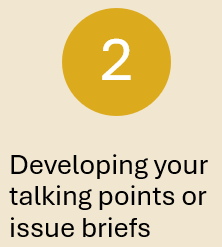 2
Developing your
talking points or
issue briefs